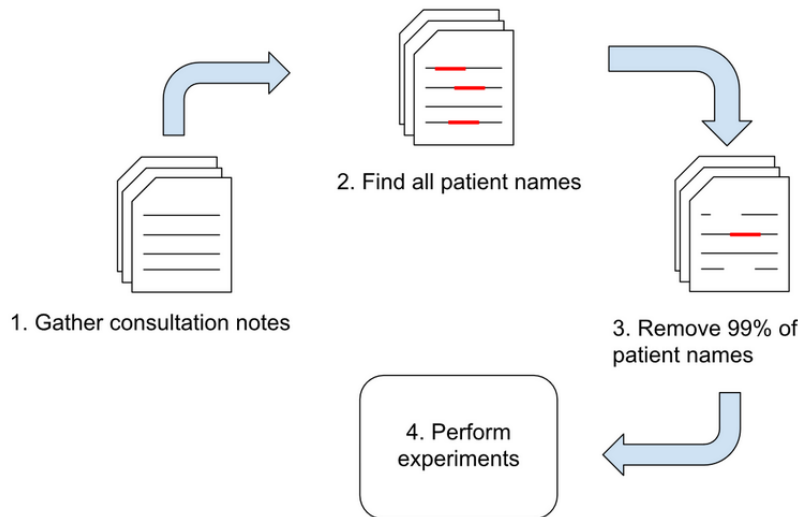 1. Gather consultation notes
2. Find all patient names
3. Remove 99% of
patient names
4. Perform
experiments